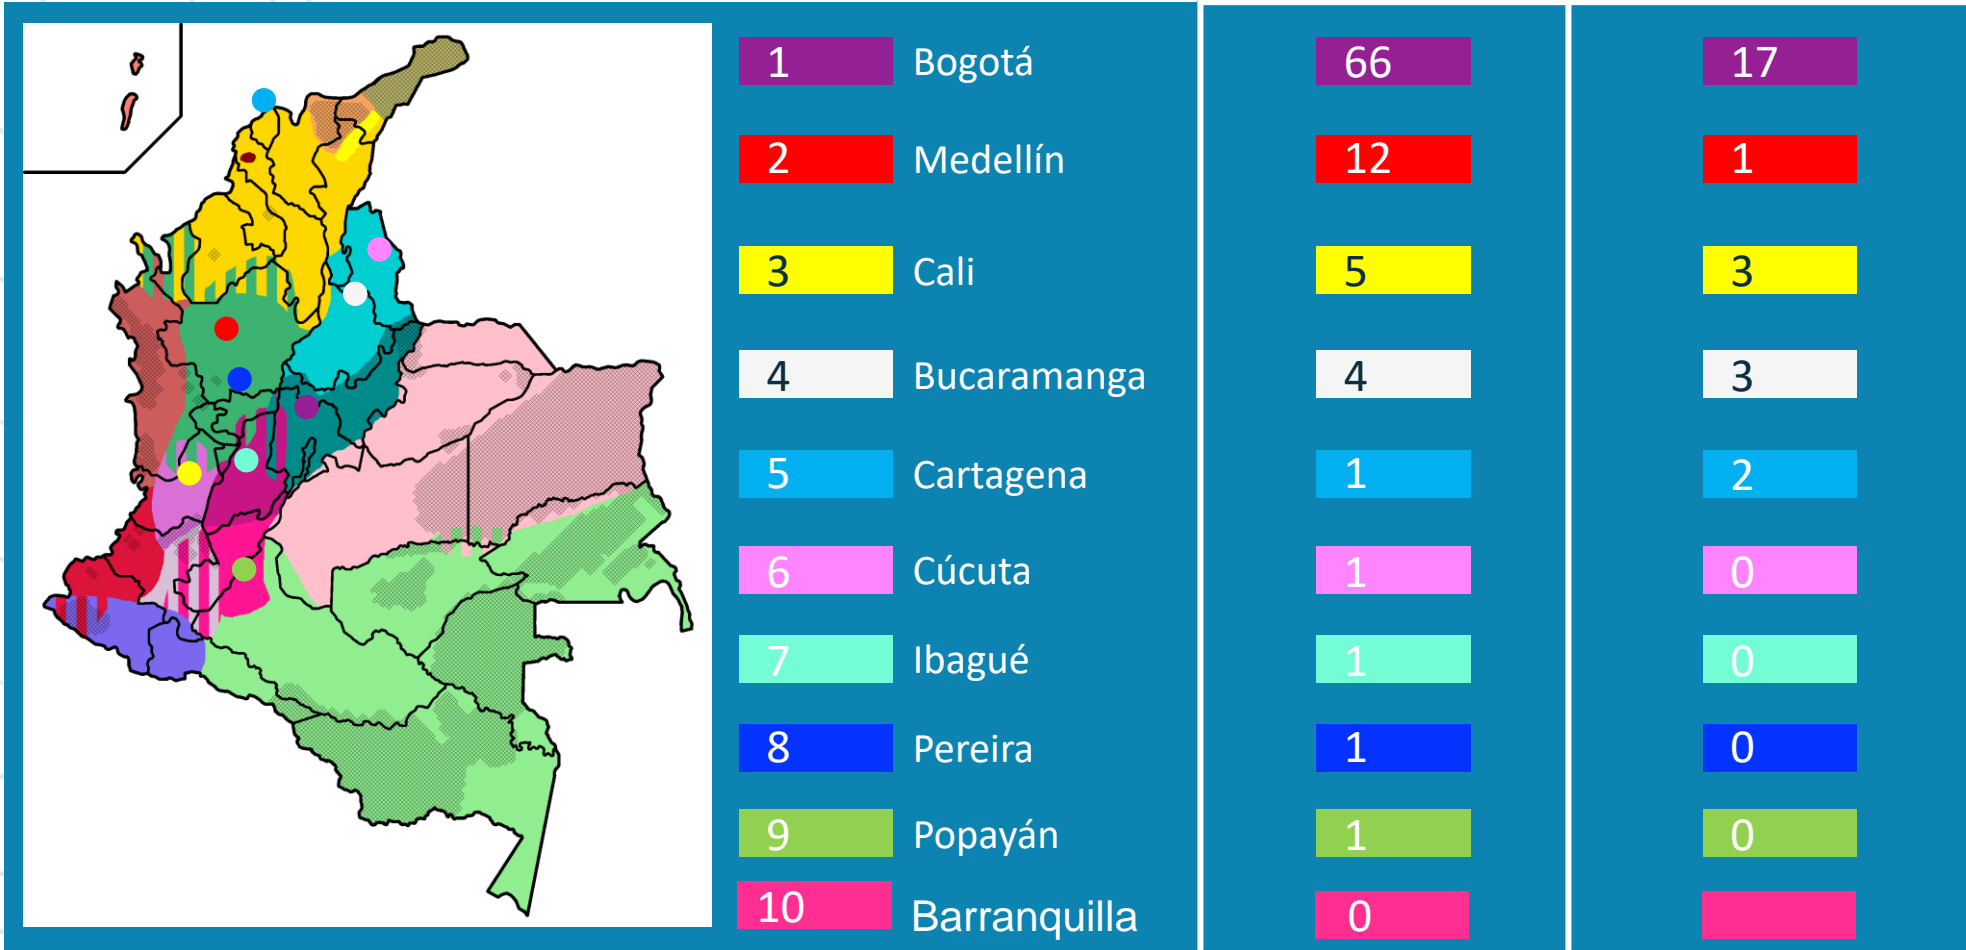 1 Bogotá 66 17
2 Medellín 12 1
3 Cali 5 3
4 Bucaramanga 4 3
5 Cartagena 1 2
6 Cúcuta 1 0
7 Ibagué 1 0
8 Pereira 1 0
9 Popayán 1 0
10 Barranquilla 0